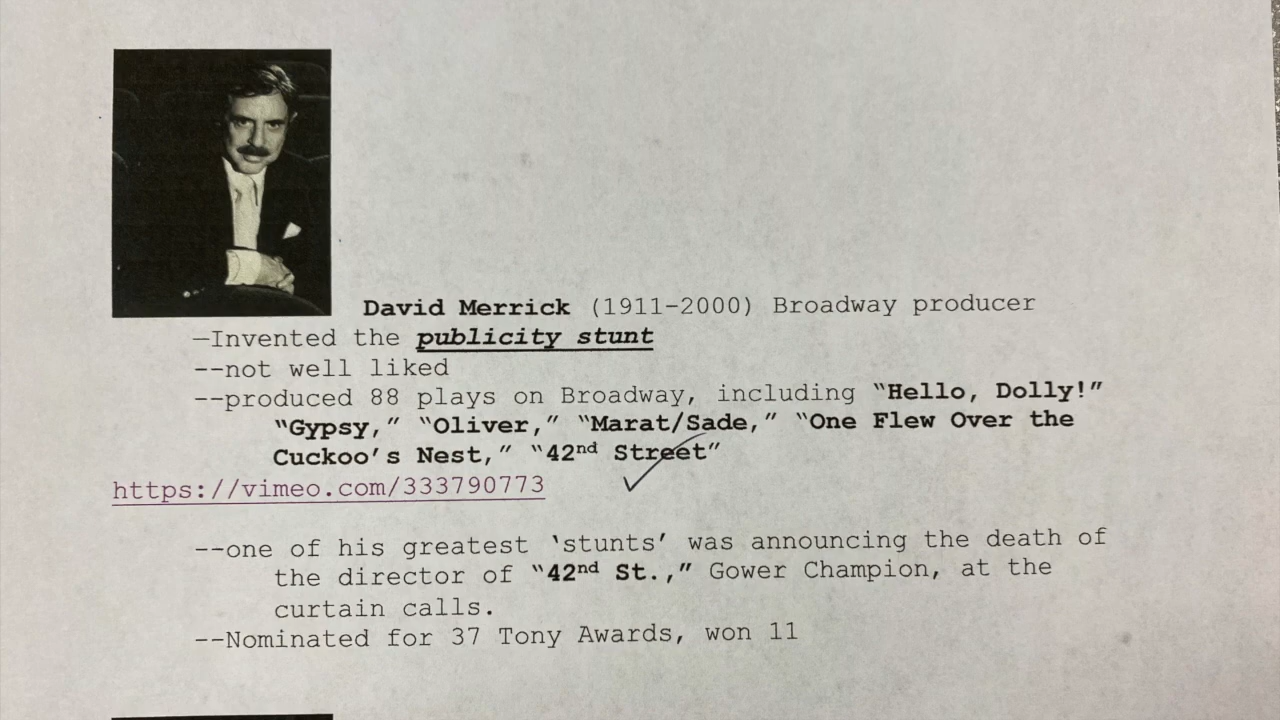 David Merrick (1911-2000) Broadway producer
—Invented the publicity stunt
--not well liked
--produced 88 plays on Broadway, including “Hello, Dolly!”
“Gypsy,” “Oliver,” “Marat/Sade,” “One Flew Over the
Cuckoo’s Nest,” “42nd Street”
https://vimeo.com/333790773
--one of his greatest ‘stunts’ was announcing the death of
the director of “42nd St.,” Gower Champion, at the
curtain calls.
--Nominated for 37 Tony Awards, won 11